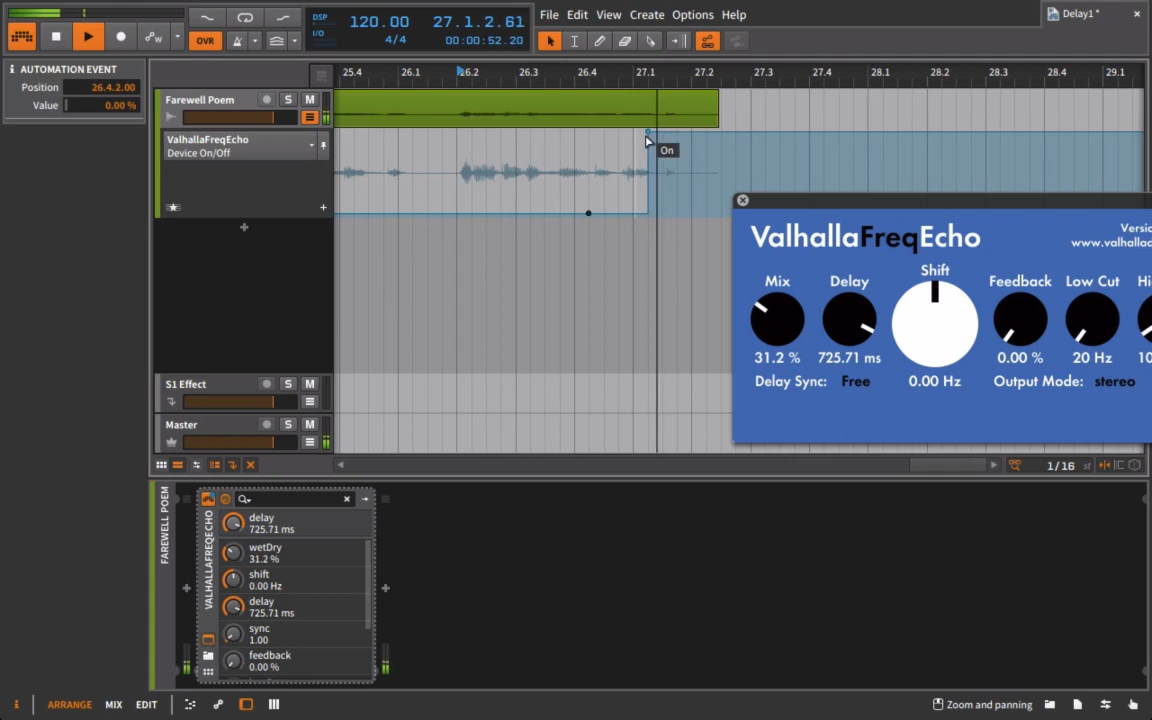 DSP
I/O
120.00
4/4
27.1.2.61
00:00:52.20
File Edit View Create Options Help
Delay1*
OVR
W
i AUTOMATION EVENT
Position 26.4.2.00
Value 0.00 %
25.4 26.1 26.2 26.3 26.4 27.1 27.2 27.3 27.4 28.1 28.2 28.3 28.4 29.1
Farewell Poem S M
ValhallaFreqEcho
Device On/Off
On
ValhallaFreqEcho
www.valhalla
Mix Delay Shift Feedback Low Cut
31.2 % 725.71 ms 0.00 Hz 0.00 % 20 Hz
Delay Sync: Free Output Mode: stereo
S1 Effect S M
Master S M
1/16 st
FAREWELL POEM
VALHALLAFREQECHO
delay
725.71 ms
wetDry
31.2 %
shift
0.00 Hz
delay
725.71 ms
sync
1.00
feedback
0.00 %
i ARRANGE MIX EDIT
Zoom and panning